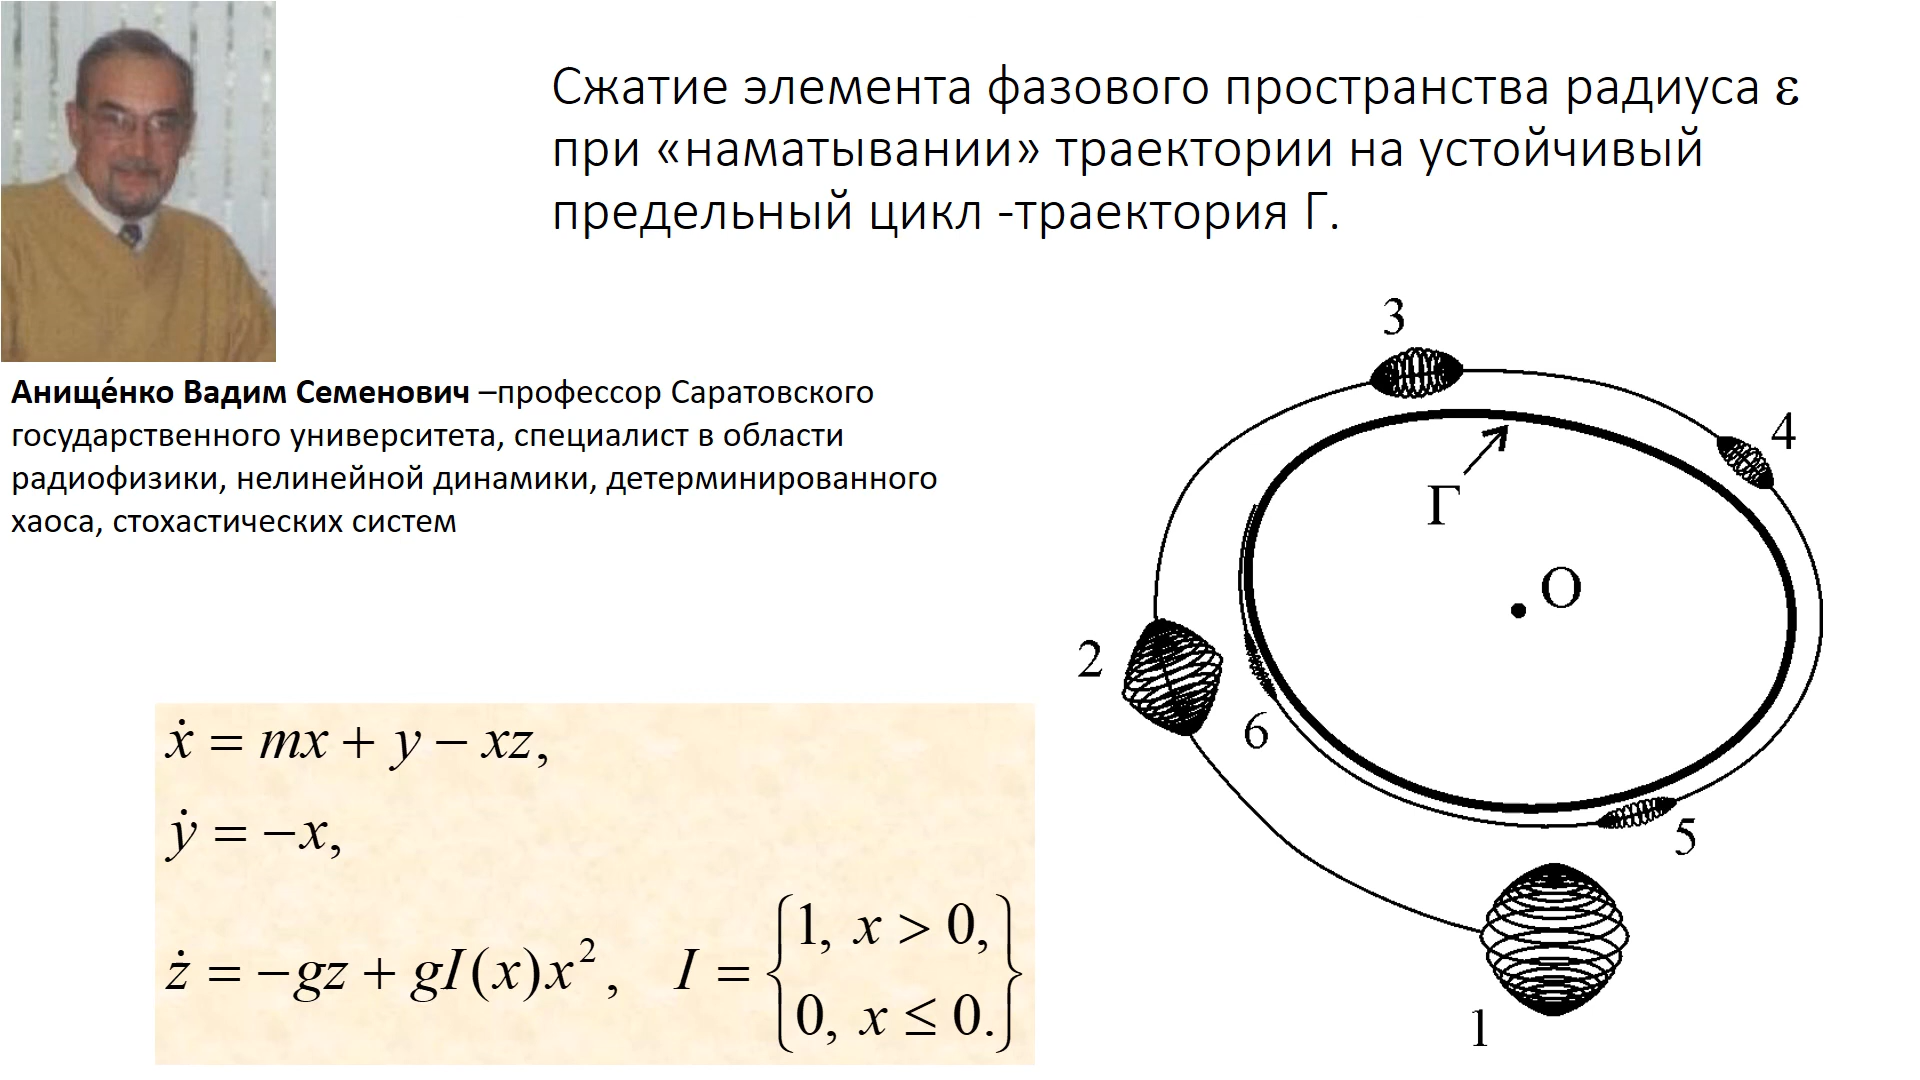 Сжатие элемента фазового пространства радиуса ε
при «наматывании» траектории на устойчивый
предельный цикл -траектория Г.
Анище́нко Вадим Семенович –профессор Саратовского
государственного университета, специалист в области
радиофизики, нелинейной динамики, детерминированного
хаоса, стохастических систем
ẋ = mx + y − xz,
ẏ = −x,
ż = −gz + gI(x)x², I = {1, x > 0, 0, x ≤ 0.}
3
4
Г
O
2
6
5
1